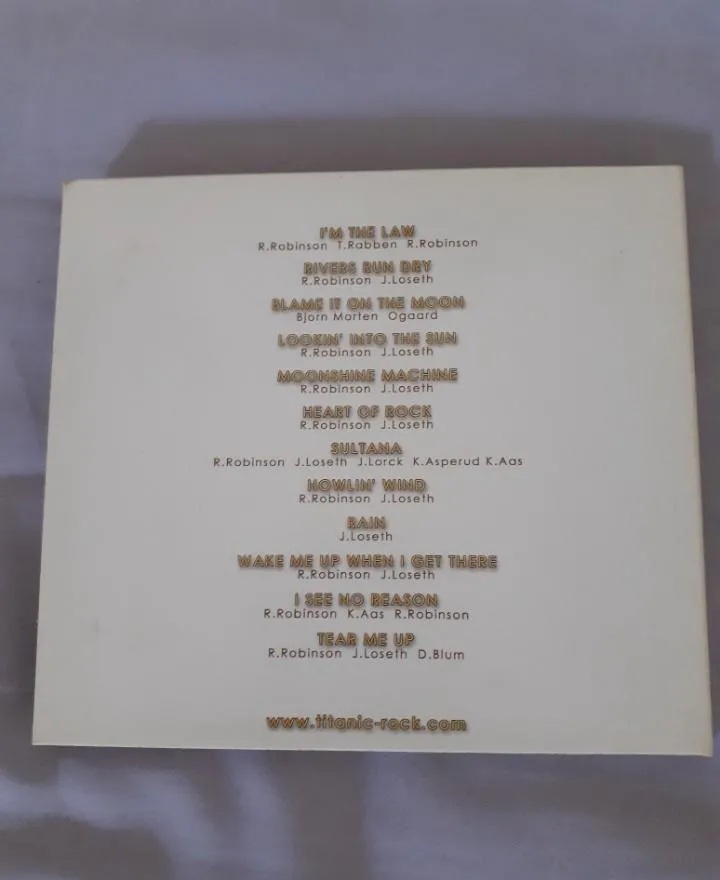 I'M THE LAW
R.Robinson T.Rabben R.Robinson
RIVERS RUN DRY
R.Robinson J.Loseth
BLAME IT ON THE MOON
Bjorn Morten Ogaard
LOOKIN' INTO THE SUN
R.Robinson J.Loseth
MOONSHINE MACHINE
R.Robinson J.Loseth
HEART OF ROCK
R.Robinson J.Loseth
SULTANA
R.Robinson J.Loseth J.Lorck K.Asperud K.Aas
HOWLIN' WIND
R.Robinson J.Loseth
RAIN
J.Loseth
WAKE ME UP WHEN I GET THERE
R.Robinson J.Loseth
I SEE NO REASON
R.Robinson K.Aas R.Robinson
TEAR ME UP
R.Robinson J.Loseth D.Blum
www.titanic-rock.com